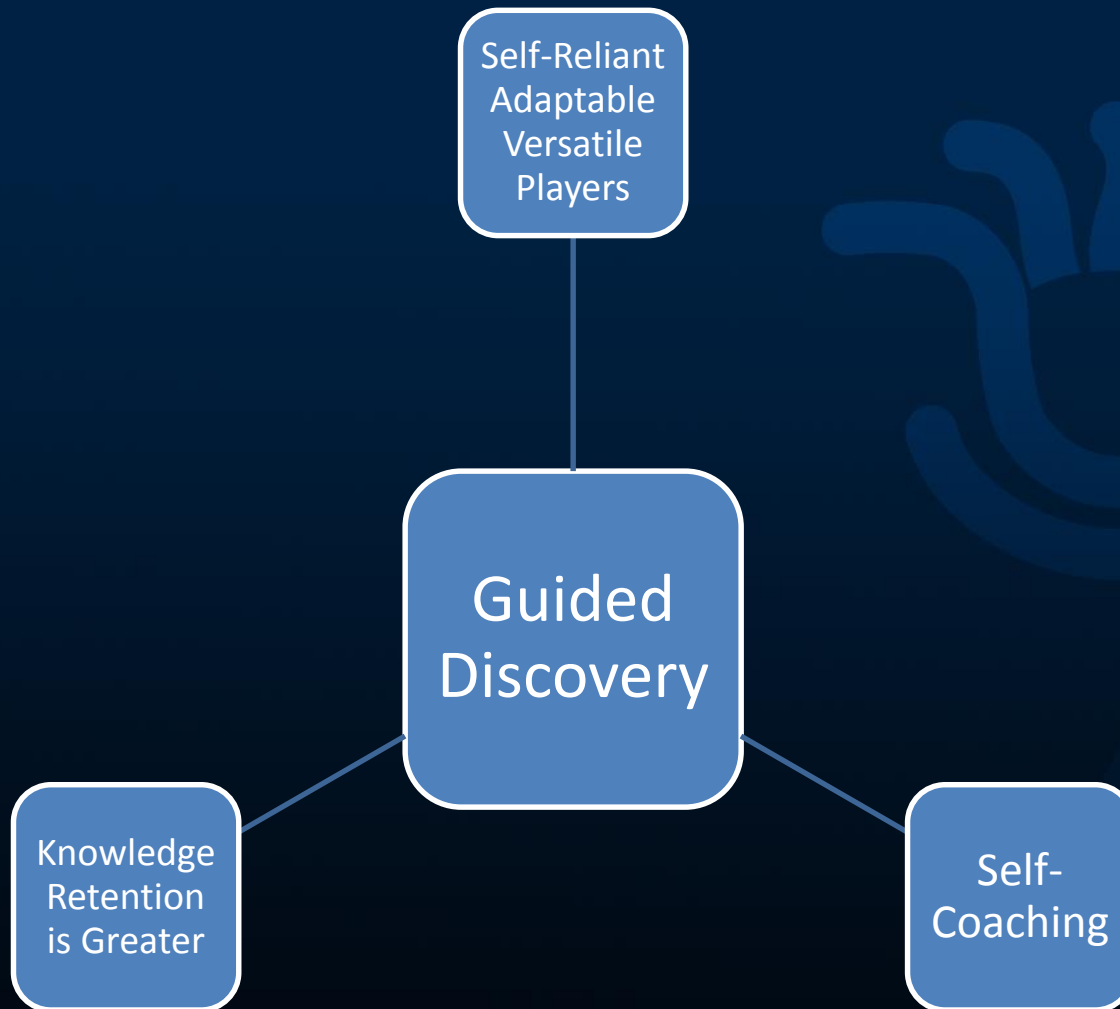 Self-Reliant
Adaptable
Versatile
Players
Guided
Discovery
Knowledge
Retention
is Greater
Self-
Coaching